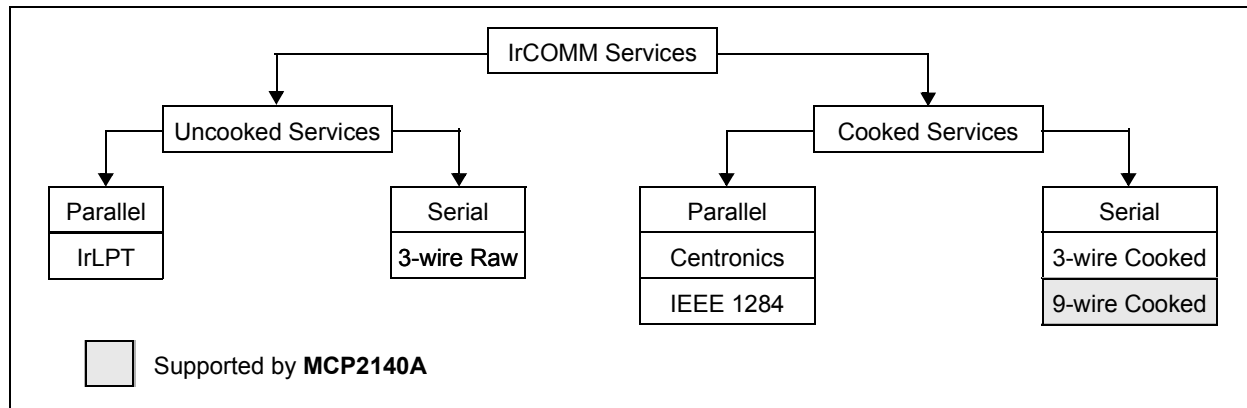 IrCOMM Services
Uncooked Services
Cooked Services
Parallel
IrLPT
Serial
3-wire Raw
Parallel
Centronics
IEEE 1284
Serial
3-wire Cooked
9-wire Cooked
Supported by MCP2140A